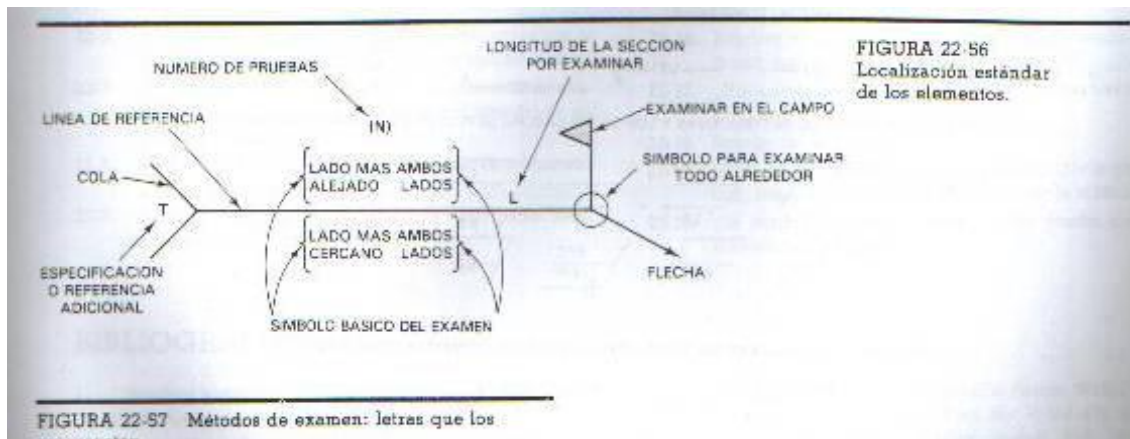 LONGITUD DE LA SECCION
POR EXAMINAR
FIGURA 22-56
Localización estándar
de los elementos.
NUMERO DE PRUEBAS
EXAMINAR EN EL CAMPO
LINEA DE REFERENCIA
(N)
SIMBOLO PARA EXAMINAR
TODO ALREDEDOR
LADO MAS AMBOS
ALEJADO LADOS
COLA
T
L
LADO MAS AMBOS
CERCANO LADOS
FLECHA
ESPECIFICACION
O REFERENCIA
ADICIONAL
SIMBOLO BASICO DEL EXAMEN
FIGURA 22-57 Métodos de examen: letras que los